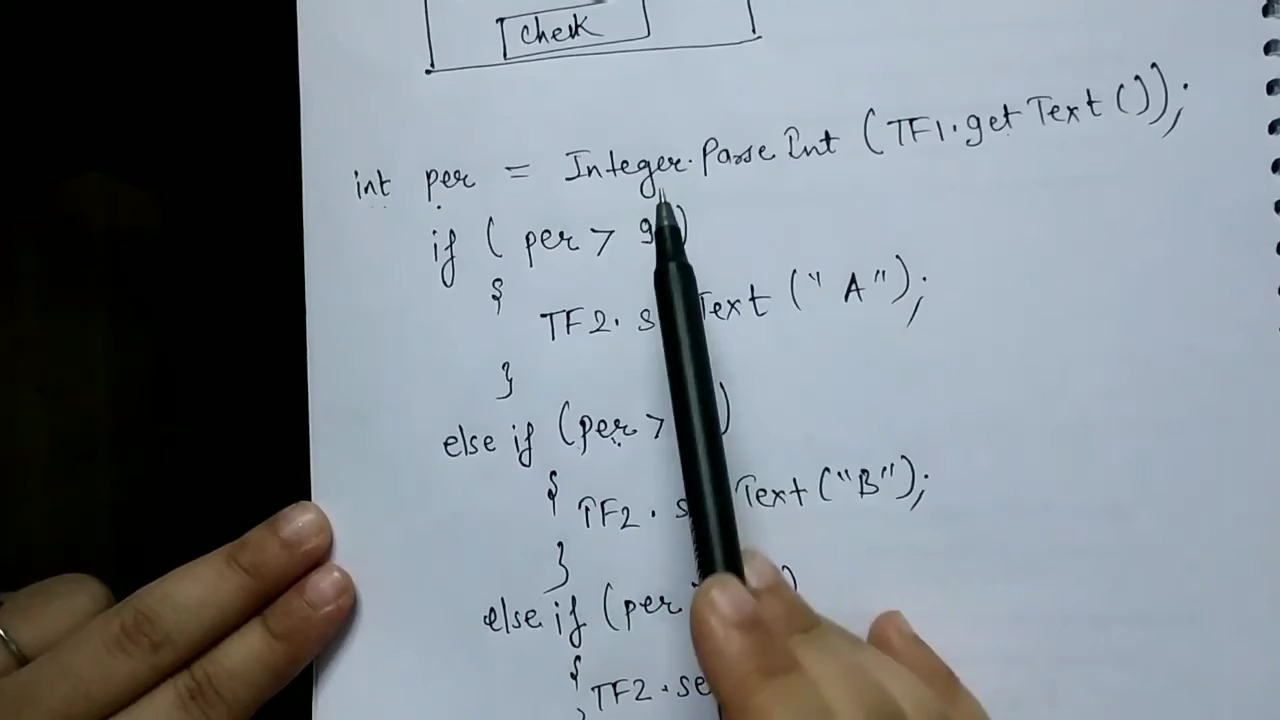 Check
int per = Integer.ParseInt (TF1.getText());
if ( per > 9 )
{
TF2. s Text ("A");
}
else if (per > )
{ TF2. s Text ("B");
}
else if (per )
{ TF2.se